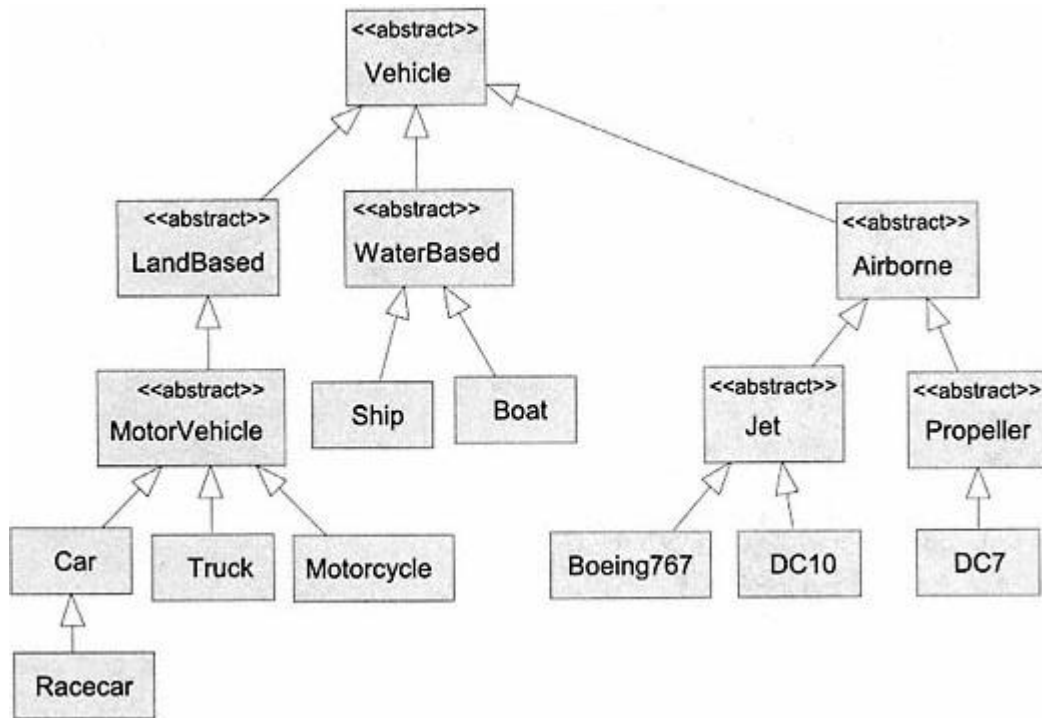 <<abstract>>
Vehicle
<<abstract>>
LandBased
<<abstract>>
WaterBased
<<abstract>>
Airborne
<<abstract>>
MotorVehicle
Ship
Boat
<<abstract>>
Jet
<<abstract>>
Propeller
Car
Truck
Motorcycle
Boeing767
DC10
DC7
Racecar